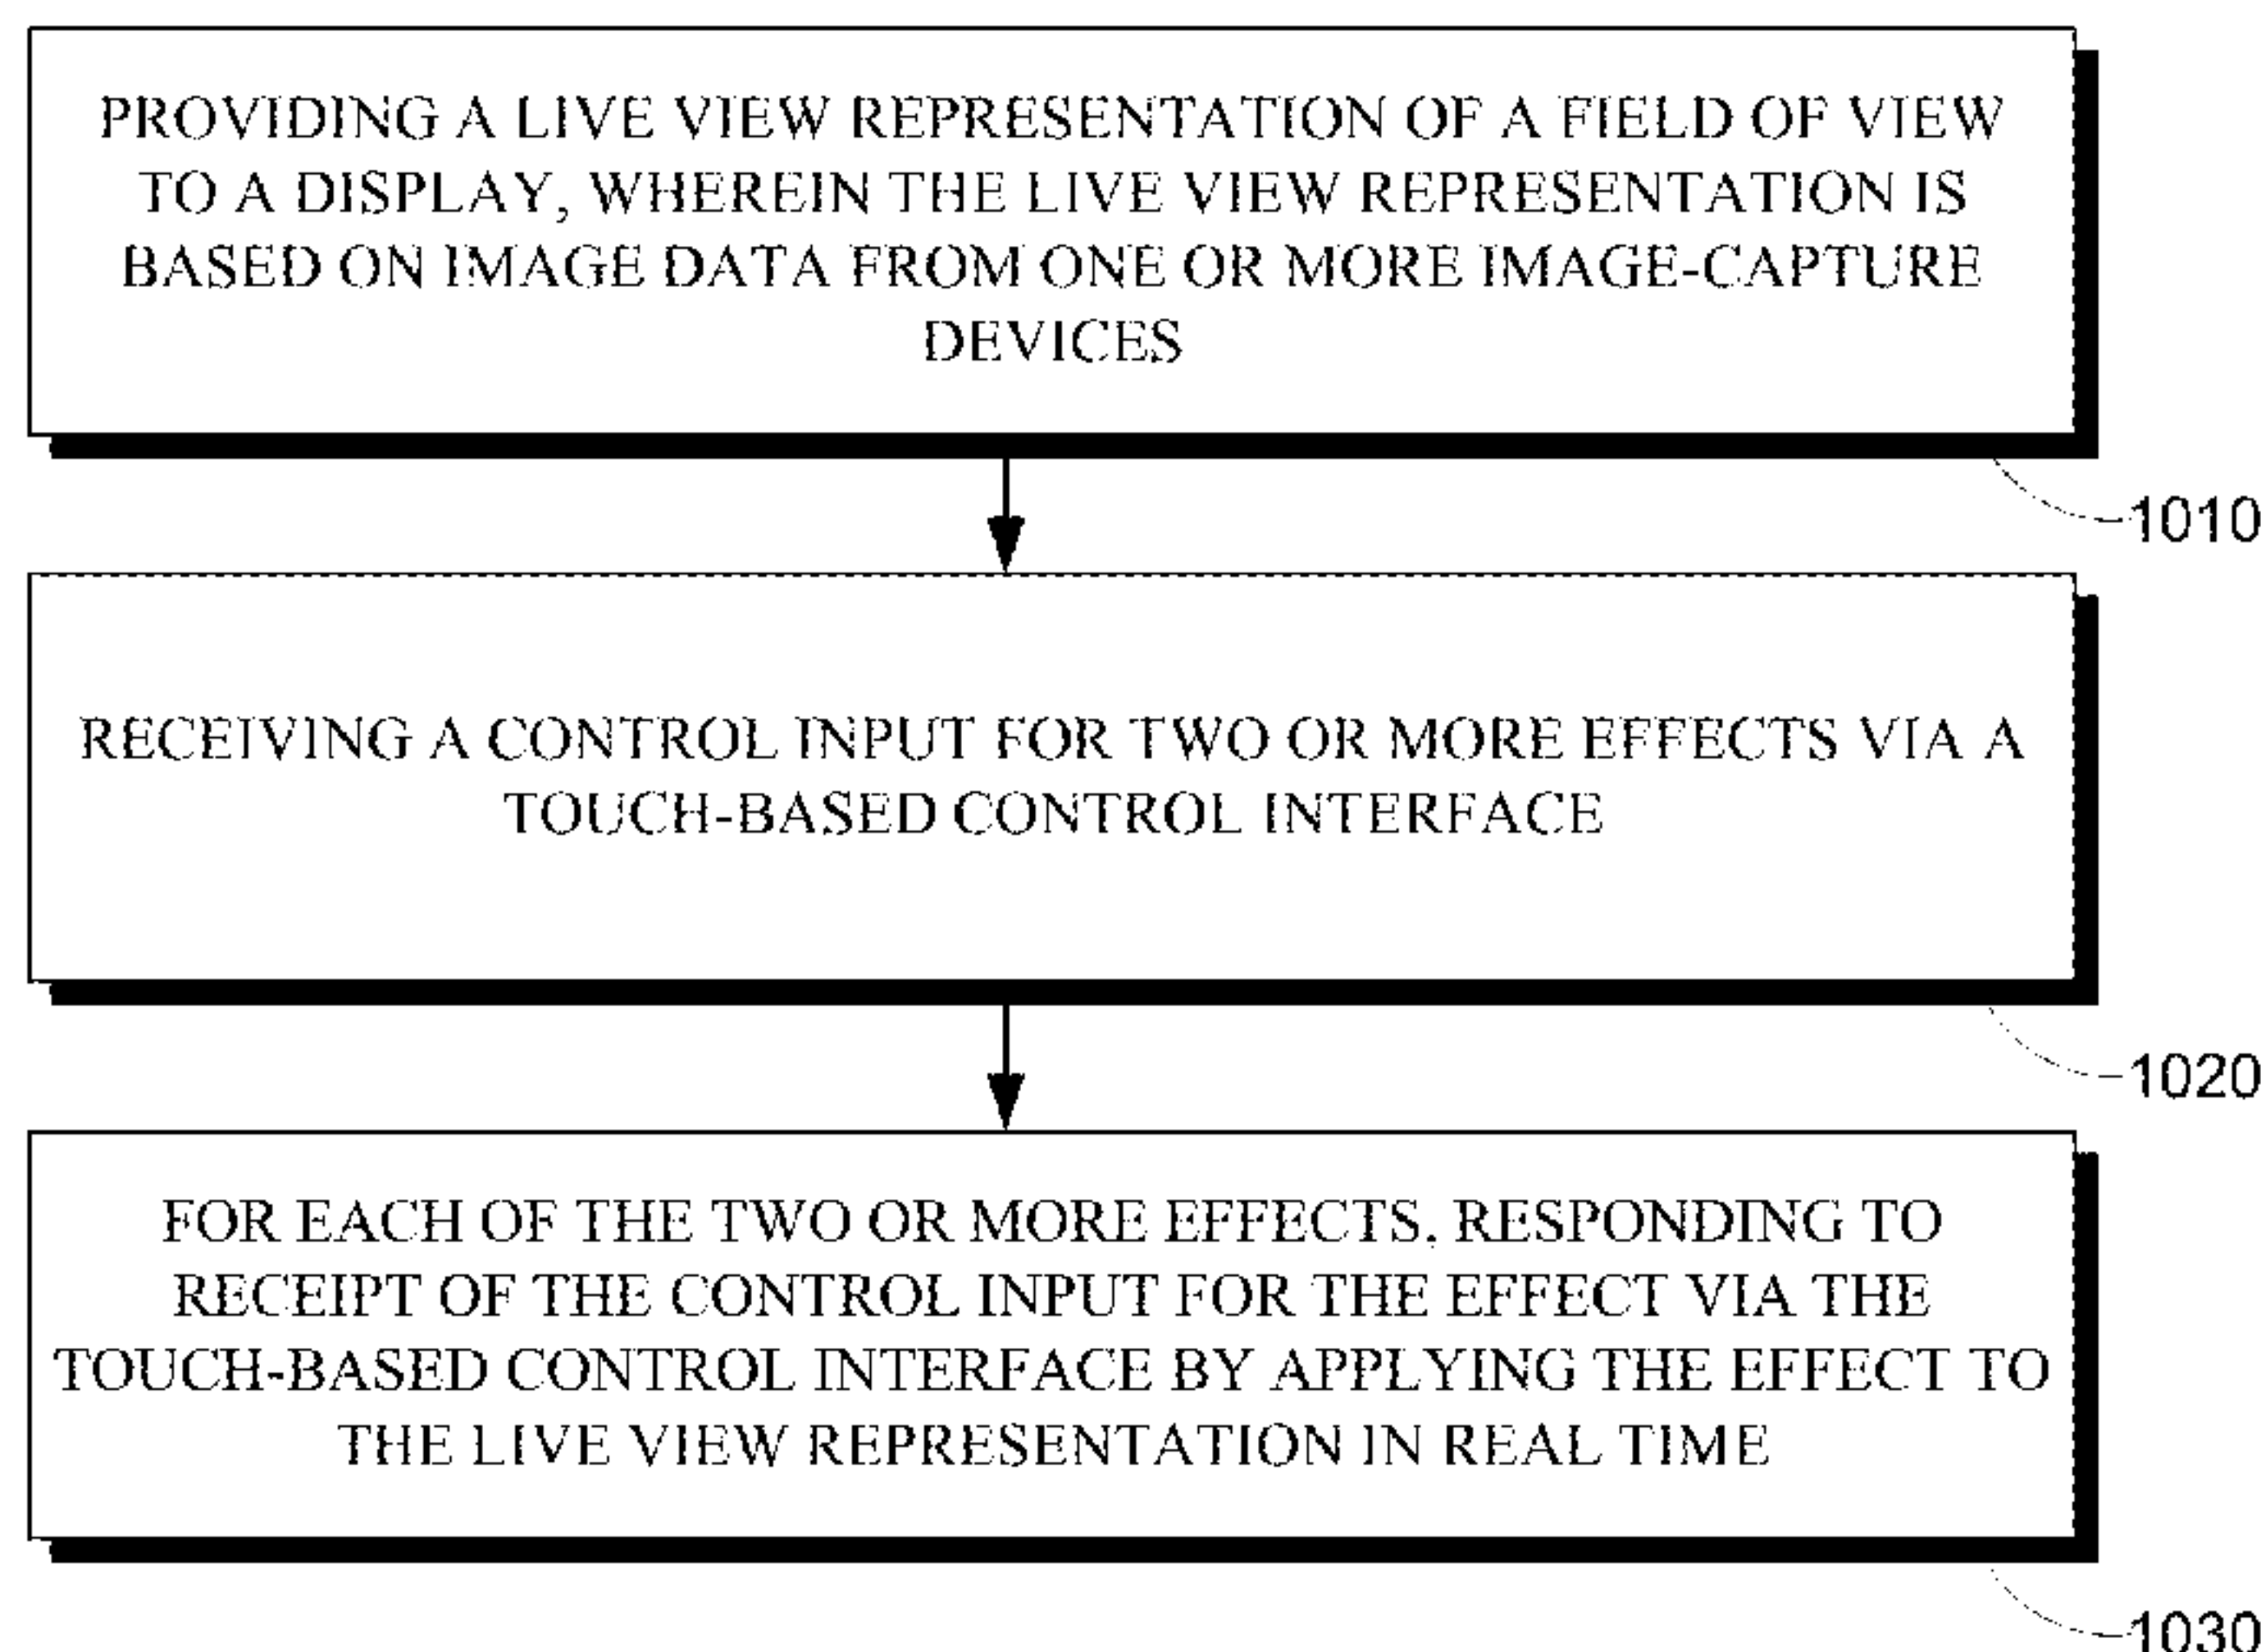 PROVIDING A LIVE VIEW REPRESENTATION OF A FIELD OF VIEW
TO A DISPLAY, WHEREIN THE LIVE VIEW REPRESENTATION IS
BASED ON IMAGE DATA FROM ONE OR MORE IMAGE-CAPTURE
DEVICES
1010
RECEIVING A CONTROL INPUT FOR TWO OR MORE EFFECTS VIA A
TOUCH-BASED CONTROL INTERFACE
1020
FOR EACH OF THE TWO OR MORE EFFECTS, RESPONDING TO
RECEIPT OF THE CONTROL INPUT FOR THE EFFECT VIA THE
TOUCH-BASED CONTROL INTERFACE BY APPLYING THE EFFECT TO
THE LIVE VIEW REPRESENTATION IN REAL TIME
1030